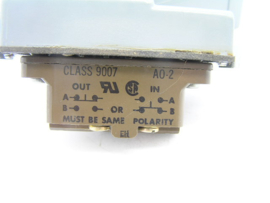 CLASS 9007 AO-2
OUT IN
A A
B OR B
MUST BE SAME POLARITY